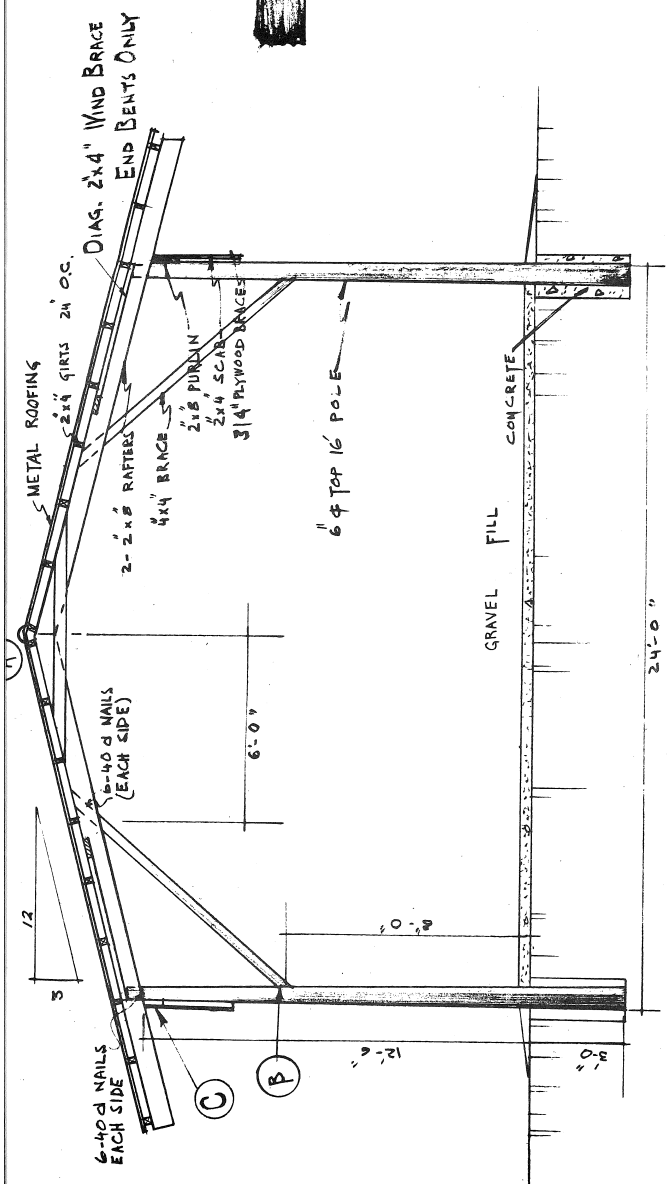 DIAG. 2"x4" WIND BRACE
END BENTS ONLY
METAL ROOFING
2"x4" GIRTS 24" O.C.
2-2"x8" RAFTERS
4"x4" BRACE
2"x8" PURLIN
2"x4" SCAB
3/4" PLYWOOD BRACES
6" ¢ TOP 16' POLE
CONCRETE
GRAVEL FILL
24'-0"
6'-0"
6-40d NAILS
(EACH SIDE)
12
3
6-40d NAILS
EACH SIDE
C
B
8'-0"
12'-6"
3'-0"